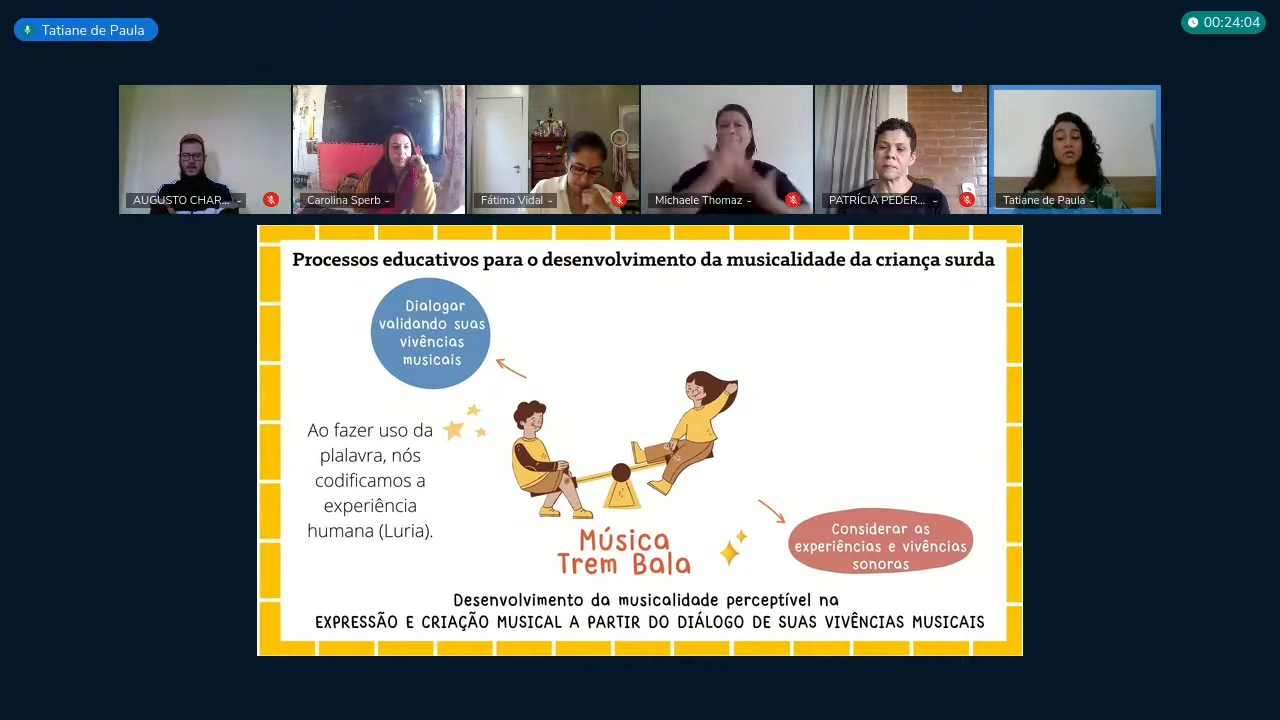 Tatiane de Paula
00:24:04
AUGUSTO CHAR...
Carolina Sperb
Fátima Vidal
Michaele Thomaz
PATRÍCIA PEDER...
Tatiane de Paula
Processos educativos para o desenvolvimento da musicalidade da criança surda
Dialogar
validando suas
vivências
musicais
Ao fazer uso da
plalavra, nós
codificamos a
experiência
humana (Luria).
Música
Trem Bala
Considerar as
experiências e vivências
sonoras
Desenvolvimento da musicalidade perceptível na
EXPRESSÃO E CRIAÇÃO MUSICAL A PARTIR DO DIÁLOGO DE SUAS VIVÊNCIAS MUSICAIS